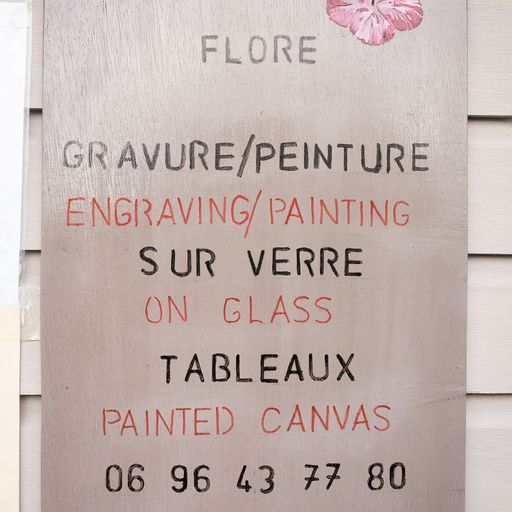 FLORE
GRAVURE/PEINTURE
ENGRAVING/PAINTING
SUR VERRE
ON GLASS
TABLEAUX
PAINTED CANVAS
06 96 43 77 80